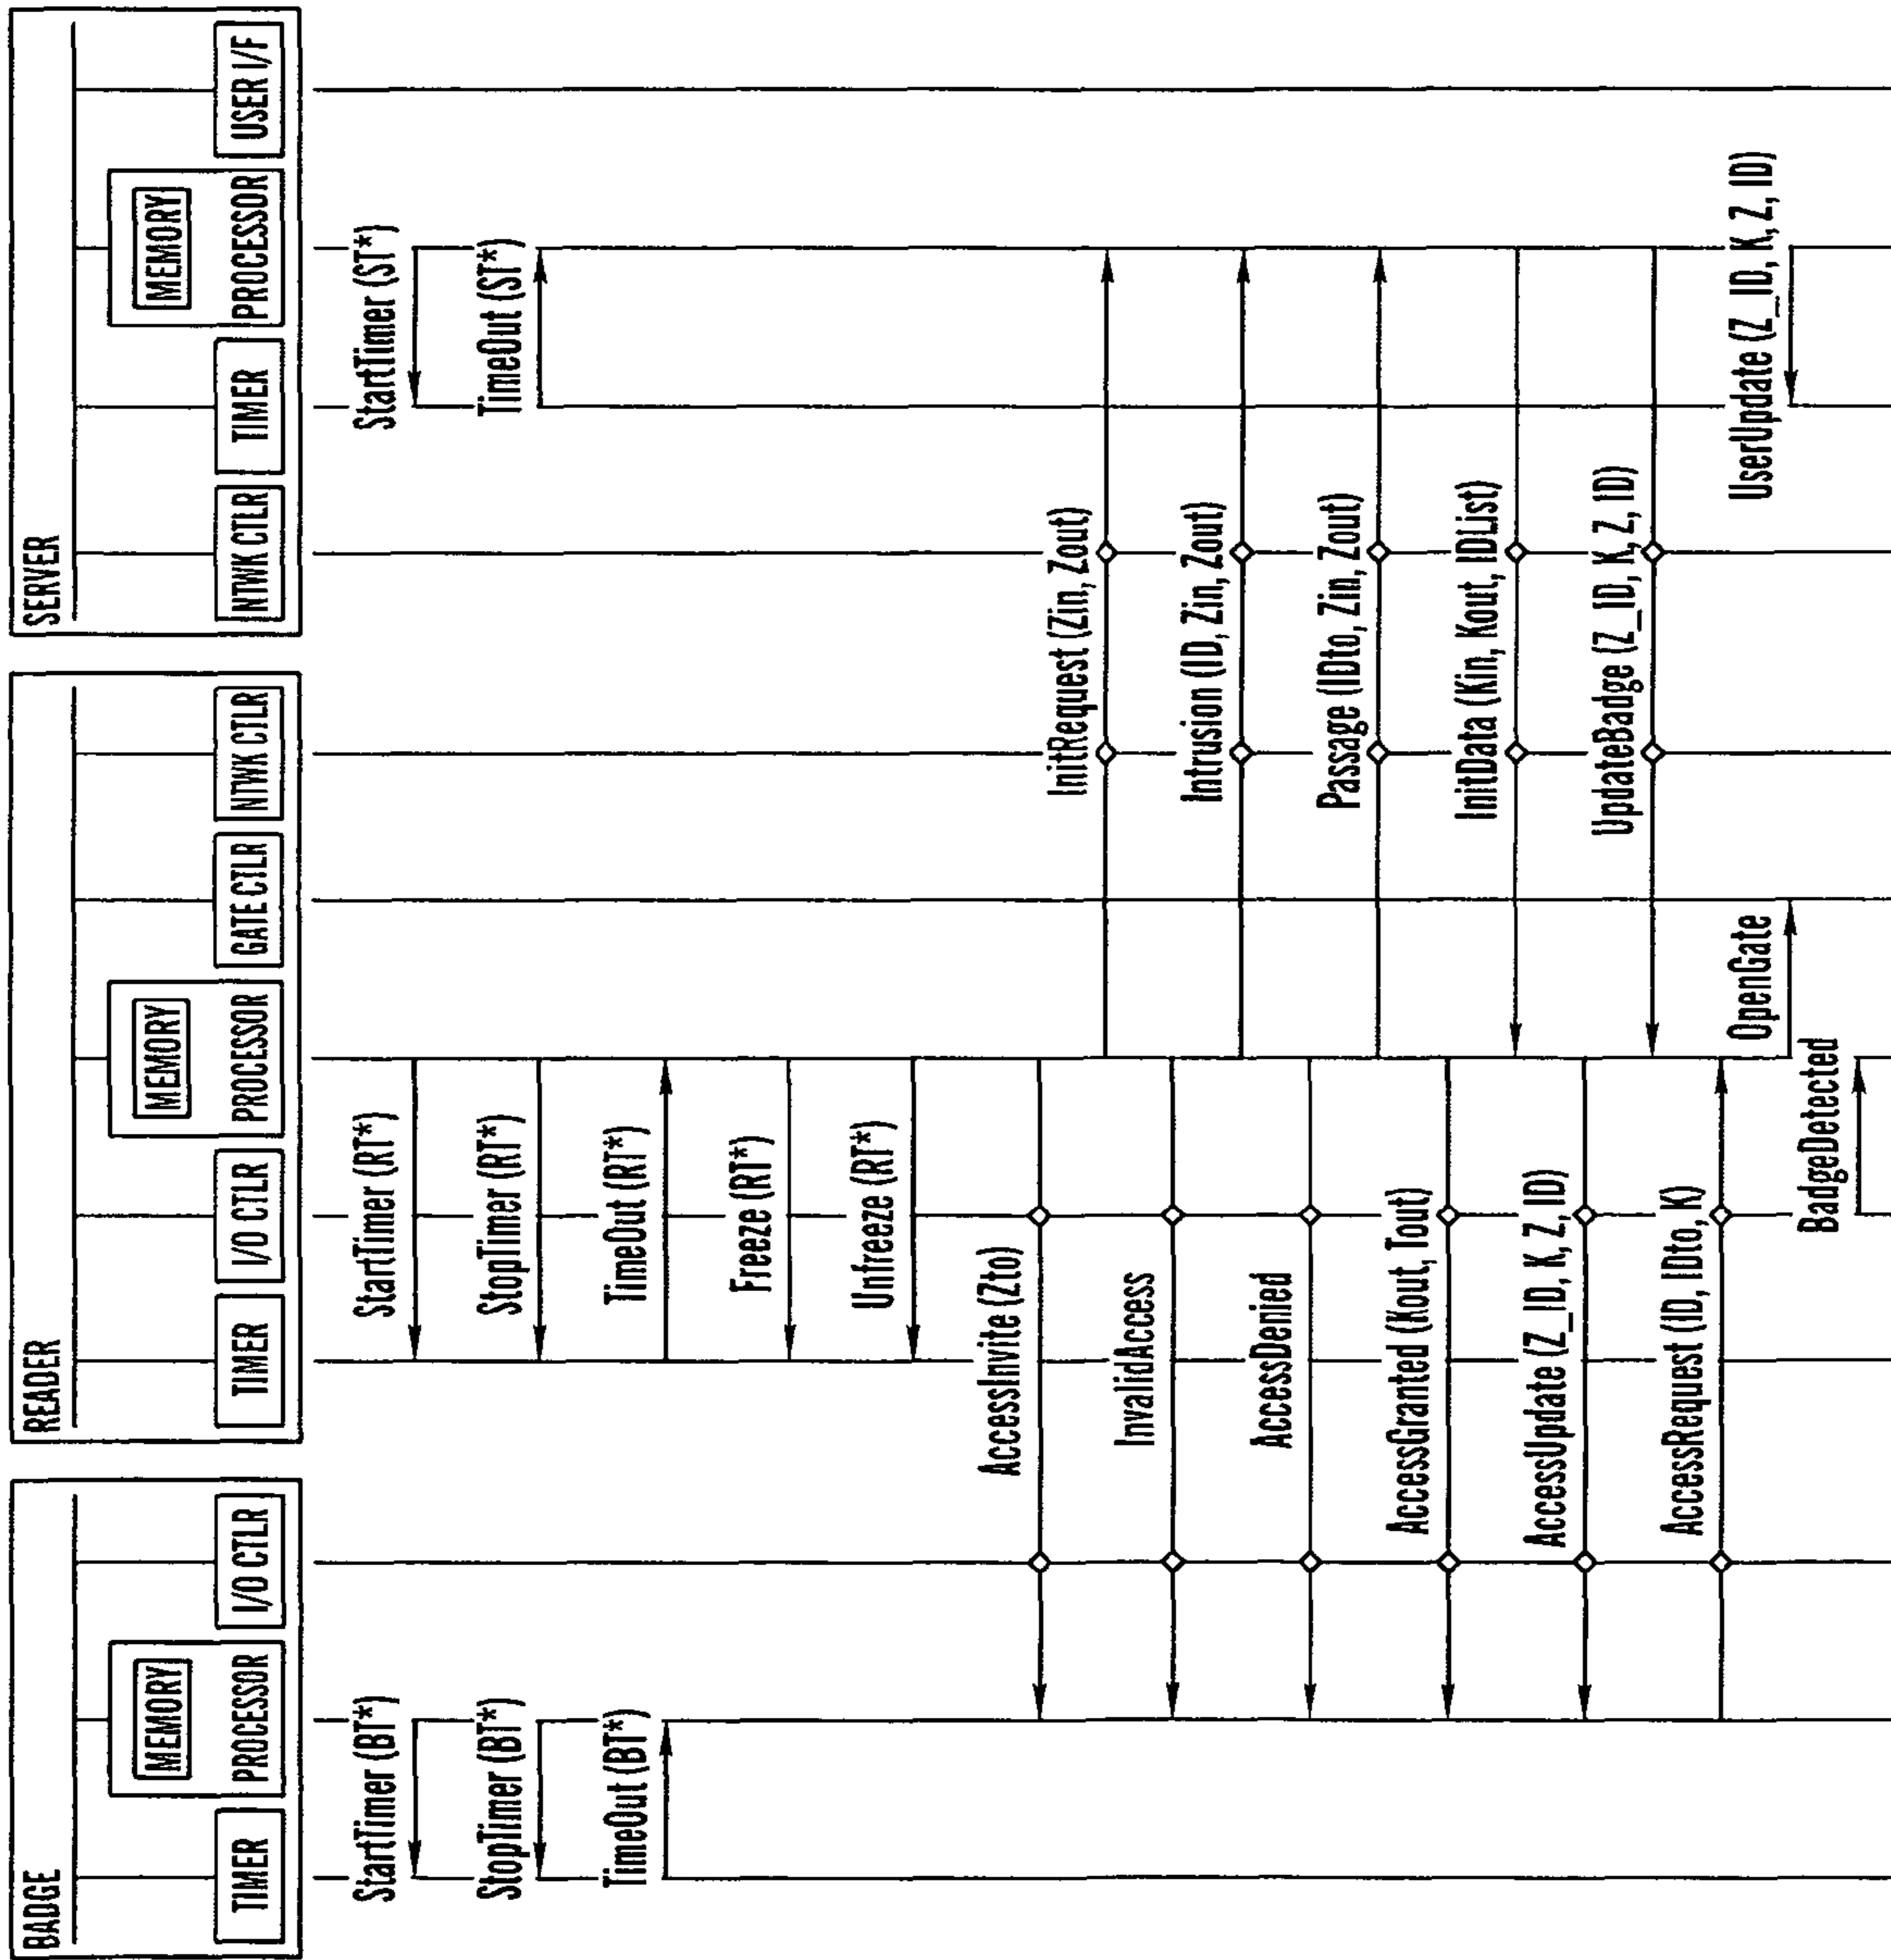 BADGE
TIMER
MEMORY
PROCESSOR
I/O CTLR
READER
TIMER
I/O CTLR
MEMORY
PROCESSOR
GATE CTLR
NTWK CTLR
SERVER
NTWK CTLR
TIMER
MEMORY
PROCESSOR
USER I/F
StartTimer (BT*)
StopTimer (BT*)
TimeOut (BT*)
StartTimer (RT*)
StopTimer (RT*)
TimeOut (RT*)
Freeze (RT*)
Unfreeze (RT*)
StartTimer (ST*)
TimeOut (ST*)
AccessInvite (Zto)
InitRequest (Zin, Zout)
InvalidAccess
Intrusion (ID, Zin, Zout)
AccessDenied
Passage (IDto, Zin, Zout)
AccessGranted (Kout, Tout)
InitData (Kin, Kout, IDList)
AccessUpdate (Z_ID, K, Z, ID)
UpdateBadge (Z_ID, K, Z, ID)
AccessRequest (ID, IDto, K)
OpenGate
UserUpdate (Z_ID, K, Z, ID)
BadgeDetected